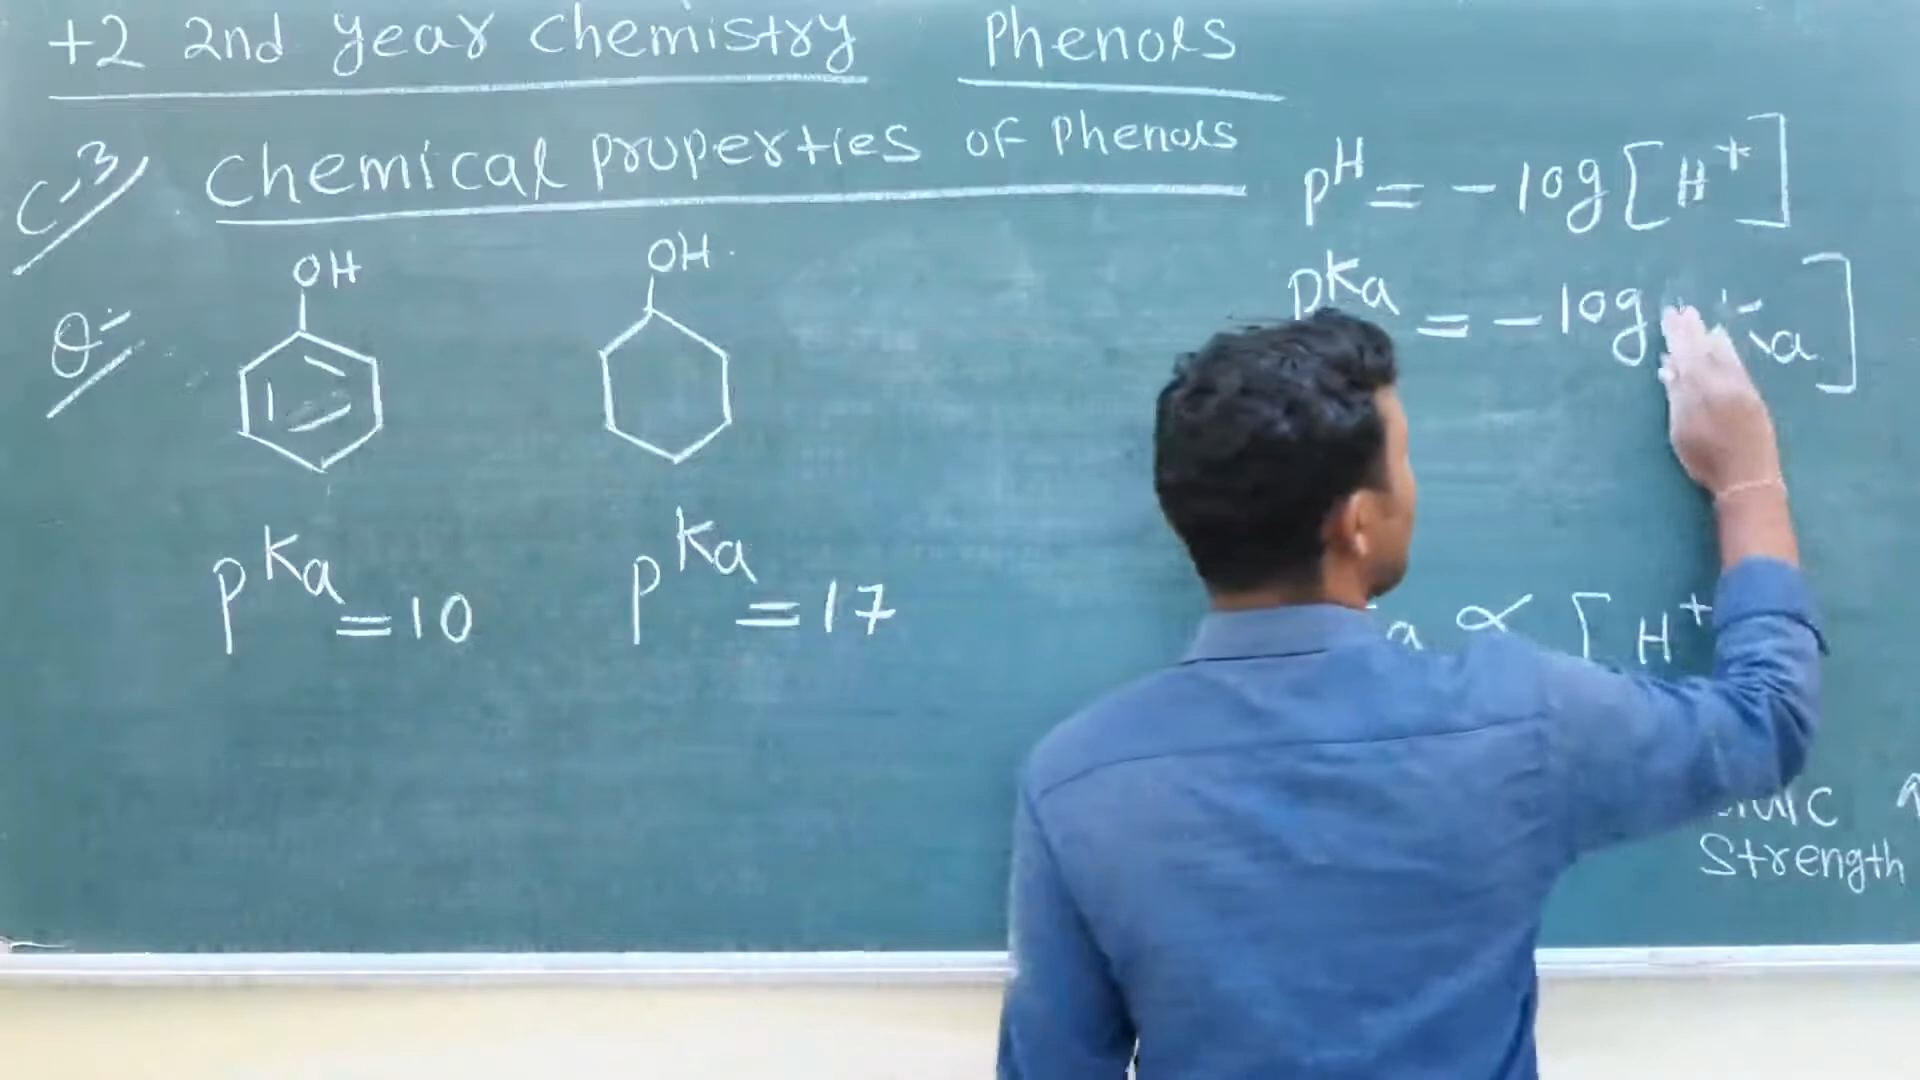 +2 2nd year chemistry Phenols
C-3 Chemical properties of Phenols
pH = -log[H+]
Q:-
OH OH
pKa = -log Ka]
pKa = 10 pKa = 17
a ∝ [H+
Strength